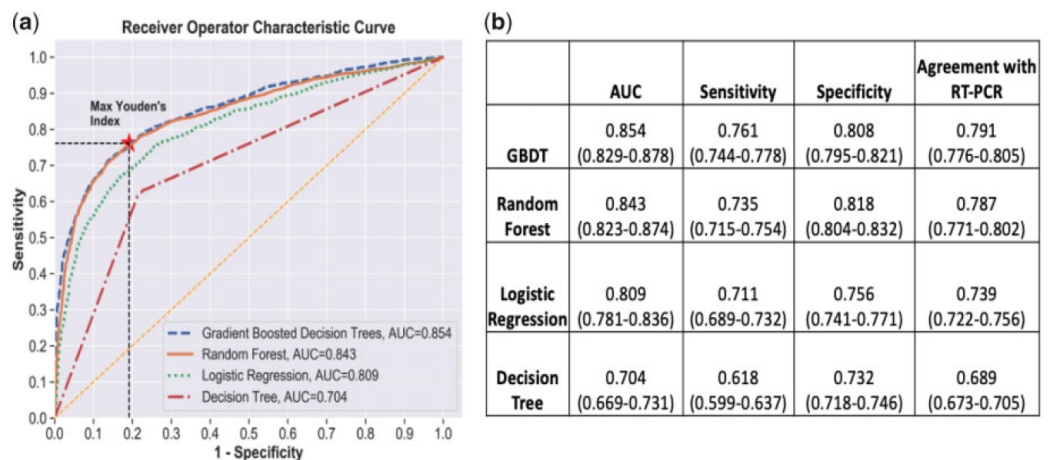 (a)
Receiver Operator Characteristic Curve
1.0
0.9
0.8
0.7
0.6
0.5
0.4
0.3
0.2
0.1
0.0
Sensitivity
Max Youden's
Index
Gradient Boosted Decision Trees, AUC=0.854
Random Forest, AUC=0.843
Logistic Regression, AUC=0.809
Decision Tree, AUC=0.704
0.0 0.1 0.2 0.3 0.4 0.5 0.6 0.7 0.8 0.9 1.0
1 - Specificity
(b)
AUC Sensitivity Specificity Agreement with
RT-PCR
0.854 0.761 0.808 0.791
GBDT (0.829-0.878) (0.744-0.778) (0.795-0.821) (0.776-0.805)
Random 0.843 0.735 0.818 0.787
Forest (0.823-0.874) (0.715-0.754) (0.804-0.832) (0.771-0.802)
Logistic 0.809 0.711 0.756 0.739
Regression (0.781-0.836) (0.689-0.732) (0.741-0.771) (0.722-0.756)
Decision 0.704 0.618 0.732 0.689
Tree (0.669-0.731) (0.599-0.637) (0.718-0.746) (0.673-0.705)